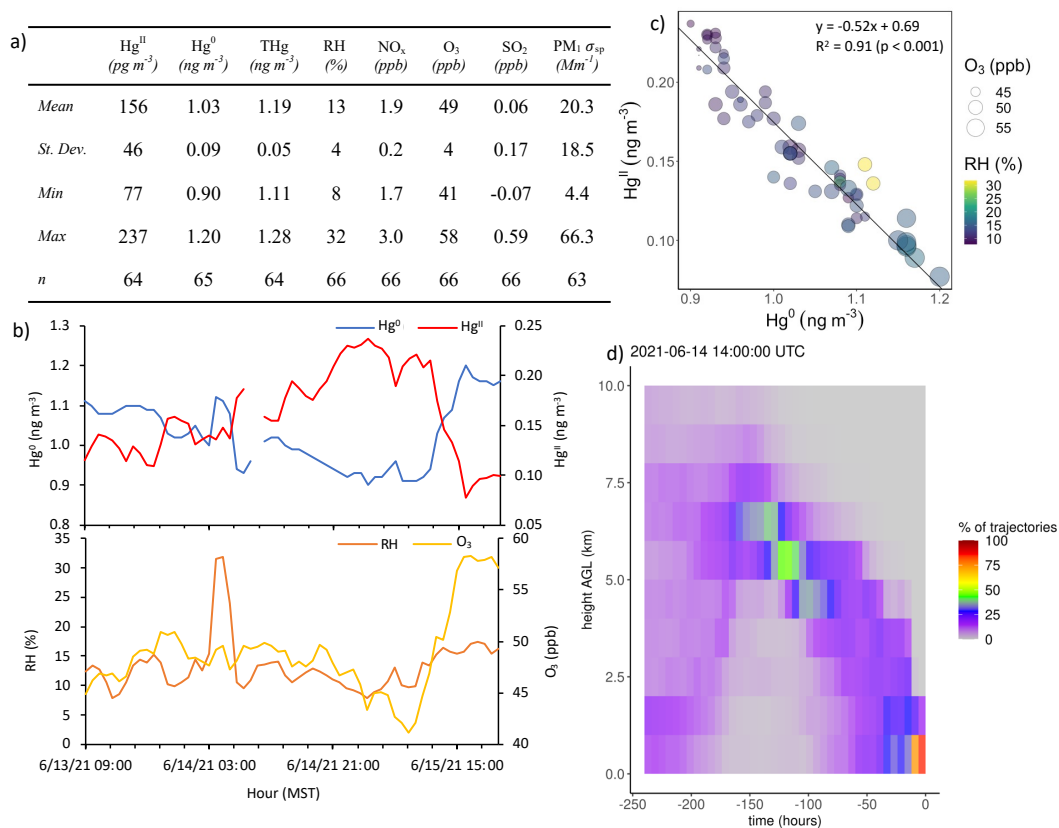 a)
Hg^II Hg^0 THg RH NO_x O_3 SO_2 PM_1 σ_sp
(pg m^-3) (ng m^-3) (ng m^-3) (%) (ppb) (ppb) (ppb) (Mm^-1)
Mean 156 1.03 1.19 13 1.9 49 0.06 20.3
St. Dev. 46 0.09 0.05 4 0.2 4 0.17 18.5
Min 77 0.90 1.11 8 1.7 41 -0.07 4.4
Max 237 1.20 1.28 32 3.0 58 0.59 66.3
n 64 65 64 66 66 66 66 63
c)
y = -0.52x + 0.69
R² = 0.91 (p < 0.001)
0.20
0.15
0.10
Hg^II (ng m^-3)
0.9 1.0 1.1 1.2
Hg^0 (ng m^-3)
O_3 (ppb)
45
50
55
RH (%)
30
25
20
15
10
b)
Hg^0 Hg^II
1.3
1.2
1.1
1.0
0.9
0.8
Hg^0 (ng m^-3)
0.25
0.20
0.15
0.10
0.05
Hg^II (ng m^-3)
RH O_3
35
30
25
20
15
10
5
0
RH (%)
60
55
50
45
40
O_3 (ppb)
6/13/21 09:00 6/14/21 03:00 6/14/21 21:00 6/15/21 15:00
Hour (MST)
d) 2021-06-14 14:00:00 UTC
10.0
7.5
5.0
2.5
0.0
height AGL (km)
-250 -200 -150 -100 -50 0
time (hours)
% of trajectories
100
75
50
25
0